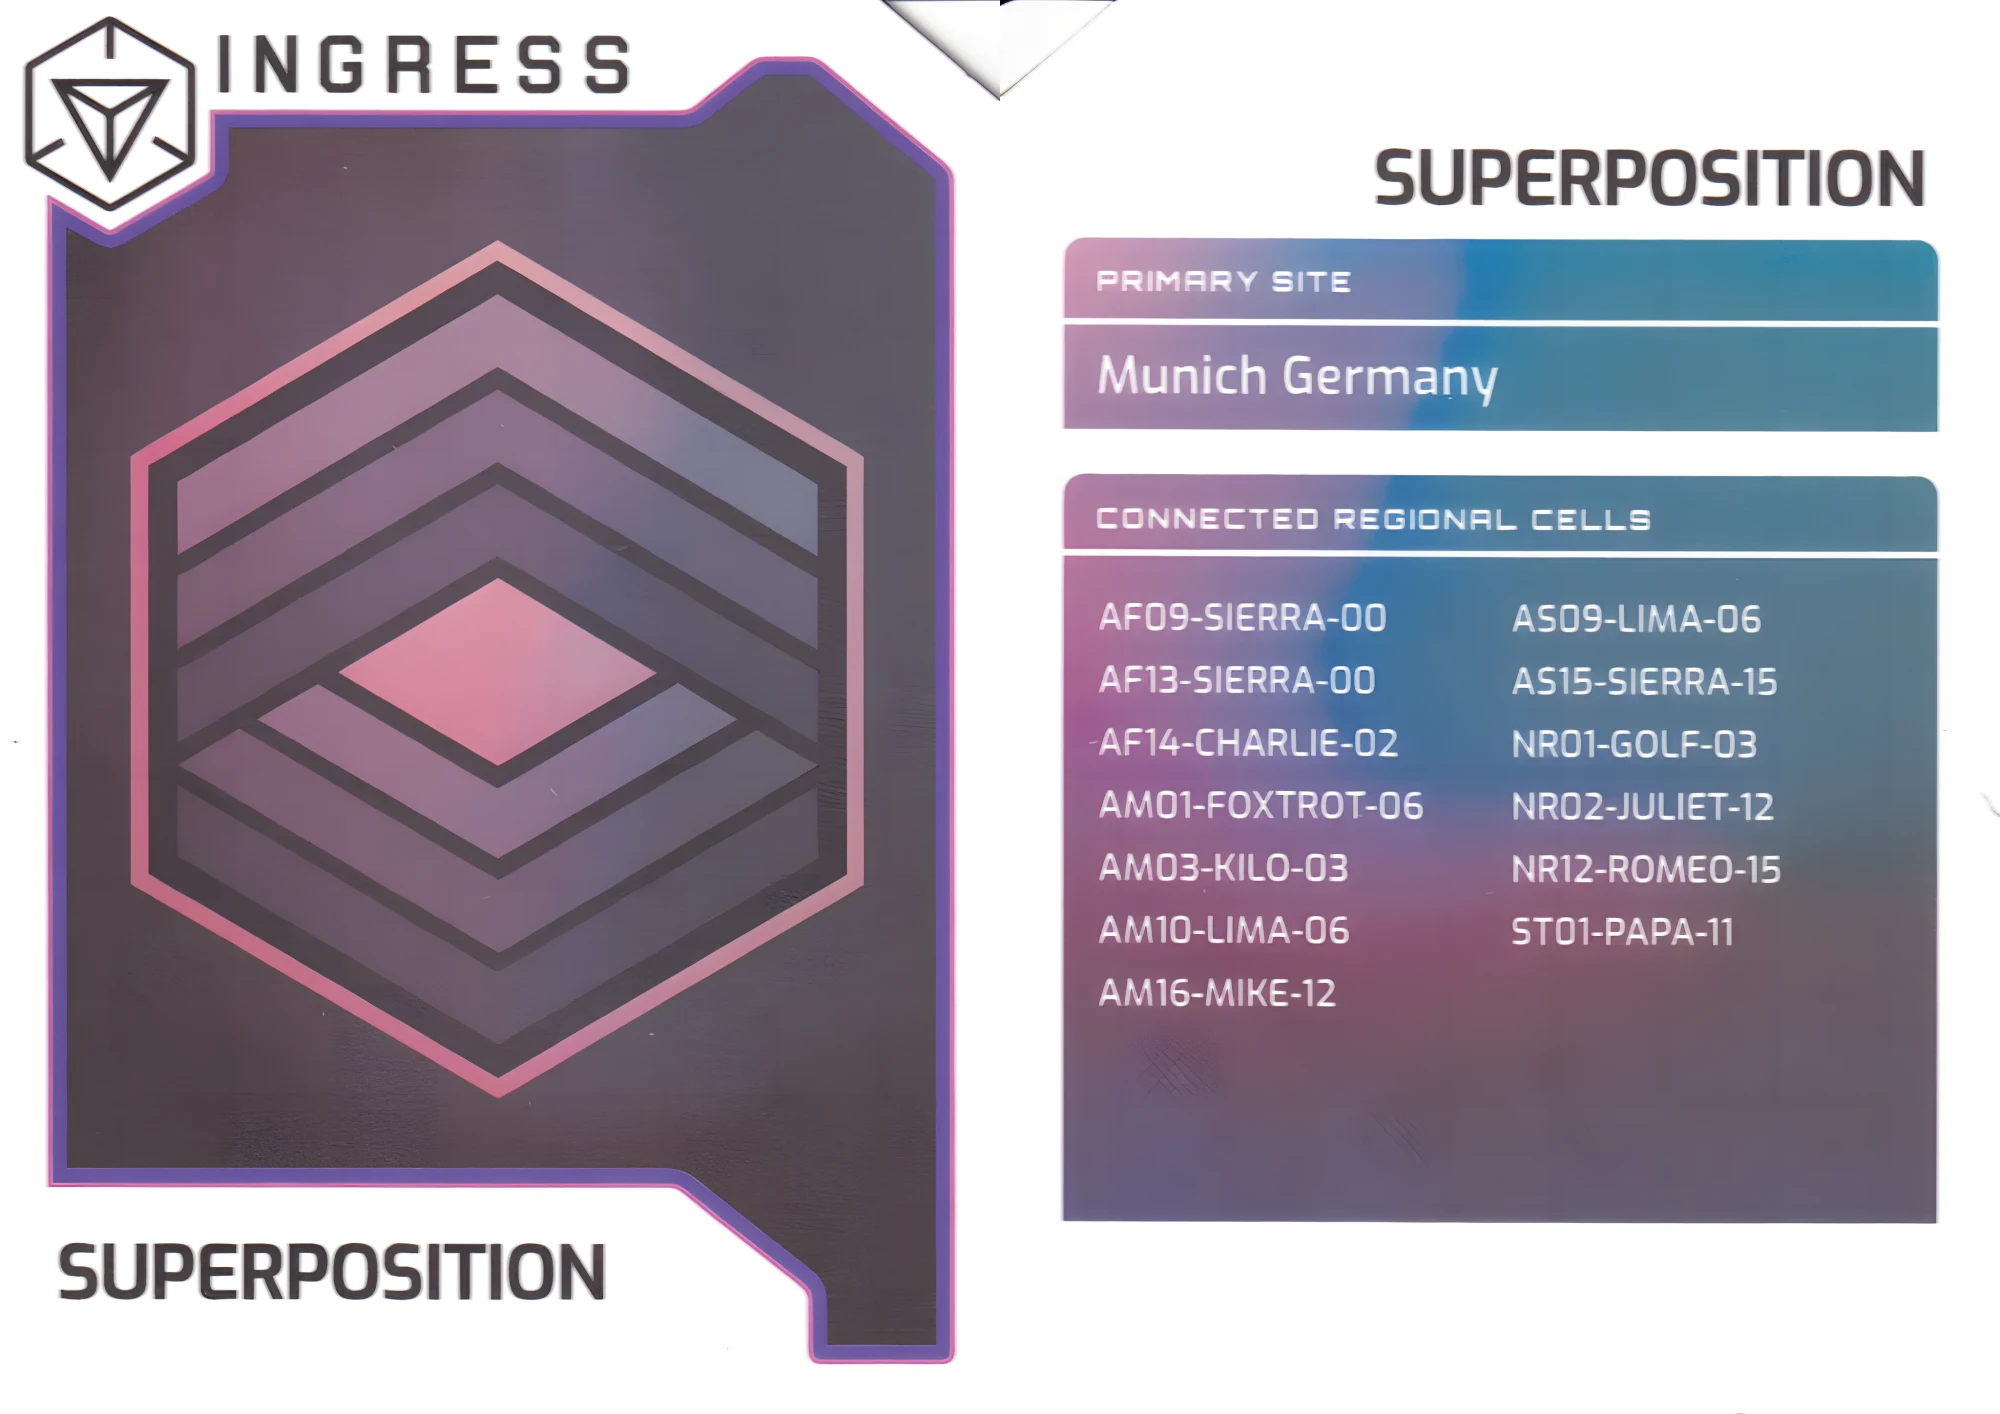 INGRESS
SUPERPOSITION
SUPERPOSITION
PRIMARY SITE
Munich Germany
CONNECTED REGIONAL CELLS
AF09-SIERRA-00
AF13-SIERRA-00
AF14-CHARLIE-02
AM01-FOXTROT-06
AM03-KILO-03
AM10-LIMA-06
AM16-MIKE-12
AS09-LIMA-06
AS15-SIERRA-15
NR01-GOLF-03
NR02-JULIET-12
NR12-ROMEO-15
ST01-PAPA-11